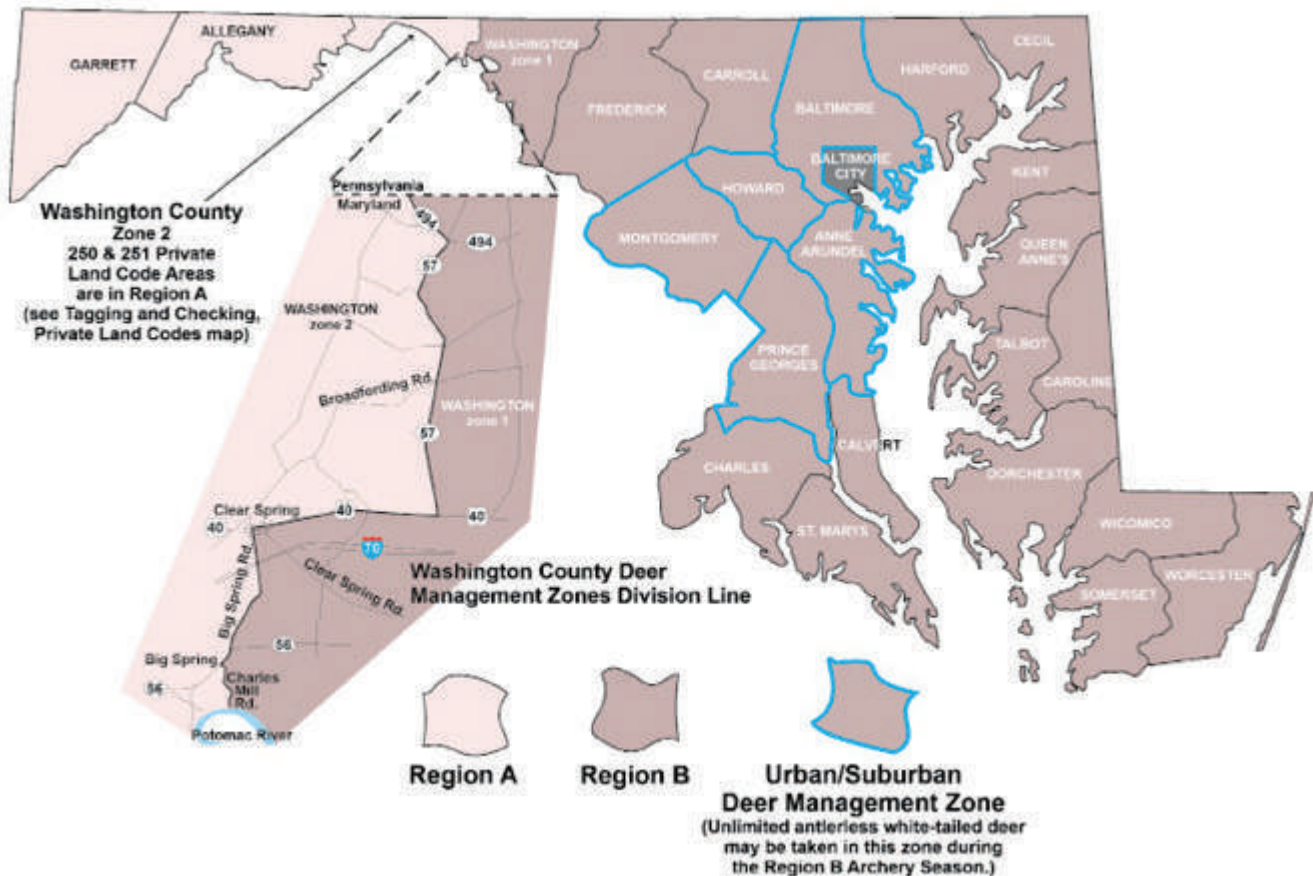 ALLEGANY
GARRETT
WASHINGTON
zone 1
FREDERICK
CARROLL
BALTIMORE
HARFORD
CECIL
BALTIMORE
CITY
KENT
HOWARD
MONTGOMERY
ANNE
ARUNDEL
QUEEN
ANNE'S
TALBOT
CAROLINE
PRINCE
GEORGES
CALVERT
CHARLES
ST. MARYS
DORCHESTER
WICOMICO
WORCESTER
SOMERSET
Washington County
Zone 2
250 & 251 Private
Land Code Areas
are in Region A
(see Tagging and Checking,
Private Land Codes map)
Pennsylvania
Maryland
494
494
57
WASHINGTON
zone 2
Broadfording Rd.
WASHINGTON
zone 1
57
Clear Spring
40
40
40
70
Big Spring Rd.
Clear Spring Rd.
Washington County Deer
Management Zones Division Line
56
Big Spring
56
Charles
Mill
Rd.
Potomac River
Region A
Region B
Urban/Suburban
Deer Management Zone
(Unlimited antlerless white-tailed deer
may be taken in this zone during
the Region B Archery Season.)